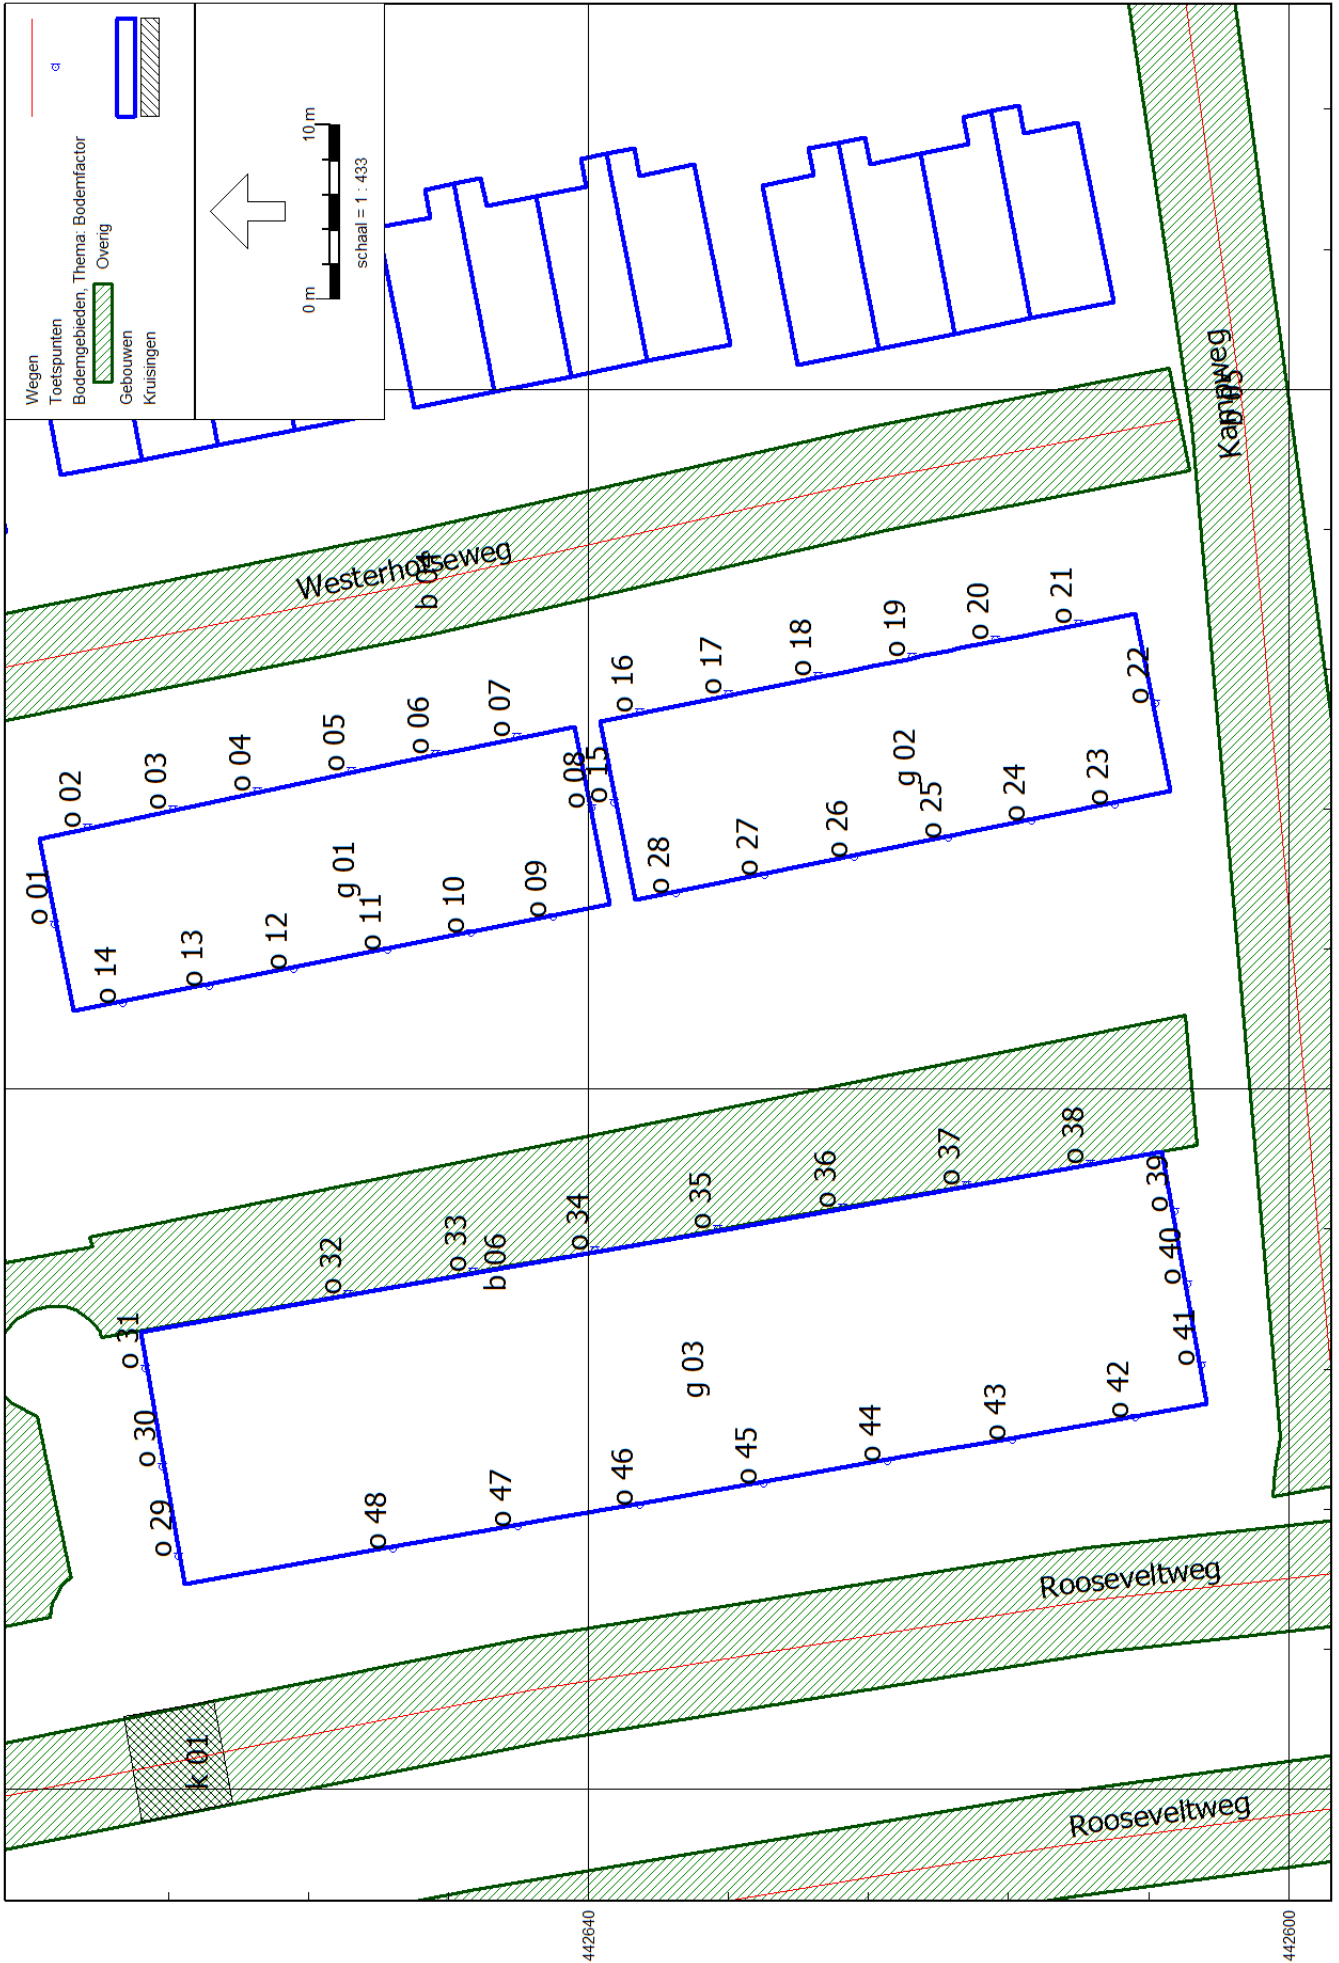 Wegen
Toetspunten
Bodemgebieden, Thema: Bodemfactor
Overig
Gebouwen
Kruisingen
0 m
10 m
schaal = 1 : 433
Westerhofseweg
b 04
Kampweg
b 05
o 01
o 02
o 03
o 04
o 05
o 06
o 07
o 08
o 09
o 10
o 11
o 12
o 13
o 14
g 01
o 15
o 16
o 17
o 18
o 19
o 20
o 21
o 22
o 23
o 24
o 25
o 26
o 27
o 28
g 02
o 29
o 30
o 31
o 32
o 33
b 06
o 34
o 35
o 36
o 37
o 38
o 39
o 40
o 41
o 42
o 43
o 44
o 45
o 46
o 47
o 48
g 03
k 01
Rooseveltweg
Rooseveltweg
442640
442600